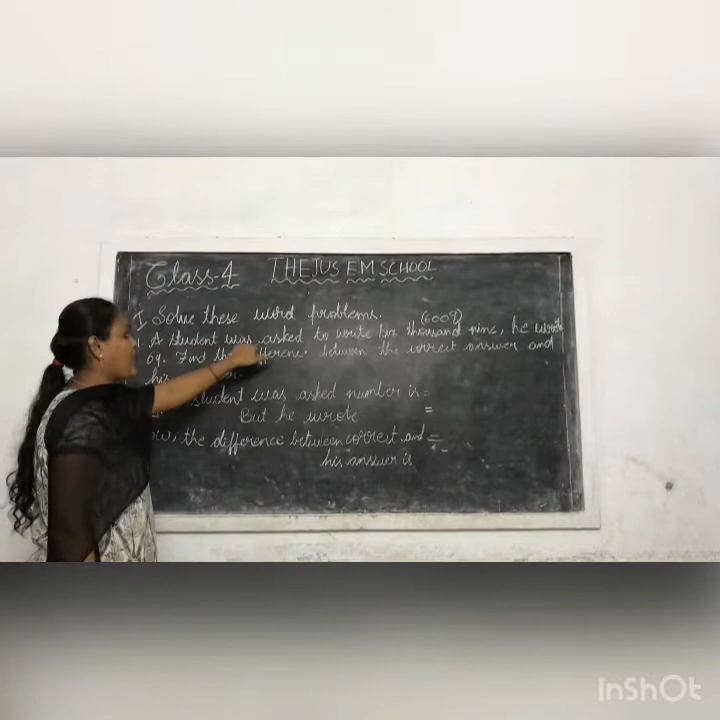 Class-4 THEJUS EM SCHOOL
I Solve these word problems. (6009)
1. A student was asked to write six thousand nine, he wrote
69. Find the difference between the correct answer and
his
student was asked number is =
But he wrote =
the difference between correct and =
his answer is
InShOt